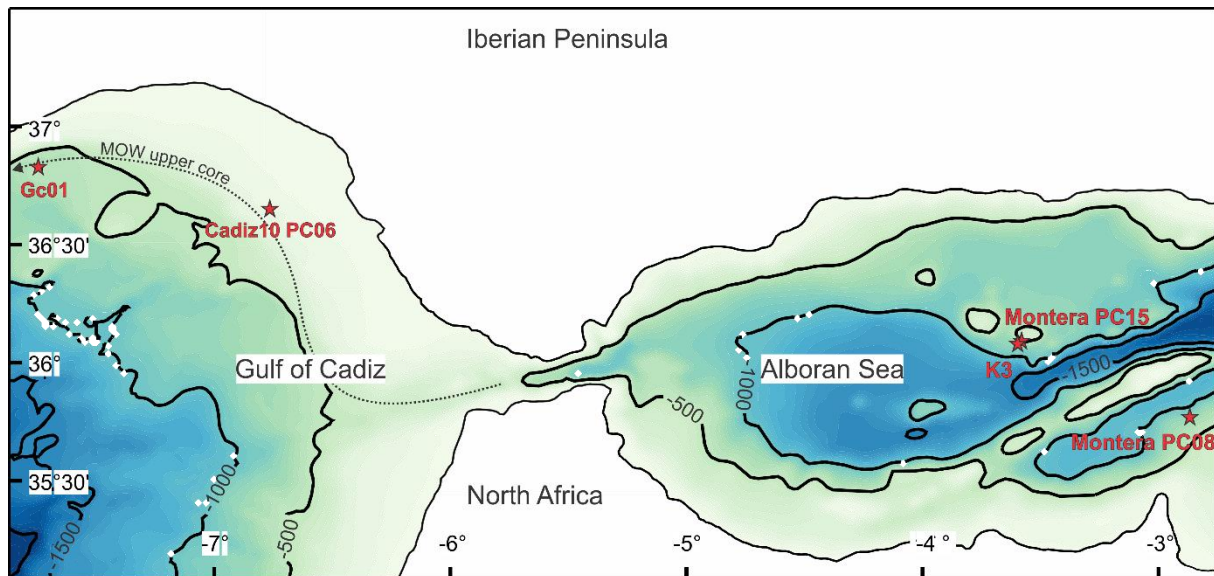 Iberian Peninsula
37°
MOW upper core
Gc01
Cadiz10 PC06
36°30'
Montera PC15
36°
Gulf of Cadiz
Alboran Sea
K3
-1500
-1000
-500
Montera PC08
35°30'
North Africa
-1000
-500
-1500
-7°
-6°
-5°
-4°
-3°